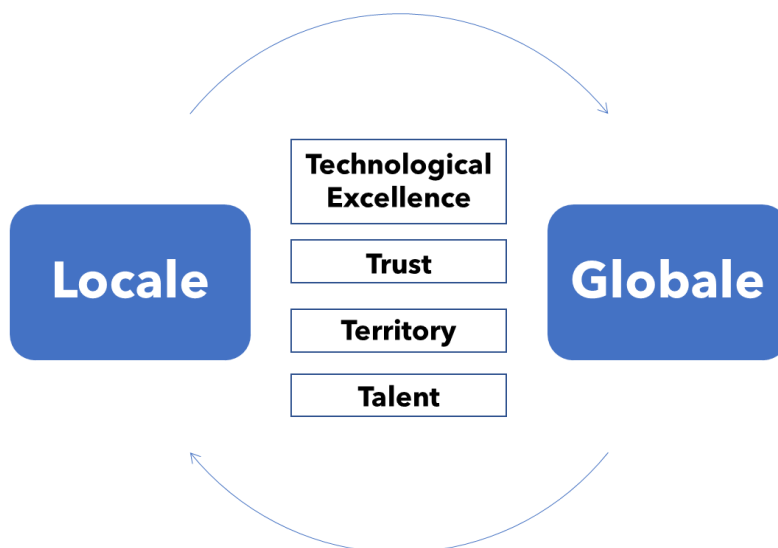 Locale
Technological
Excellence
Trust
Territory
Talent
Globale